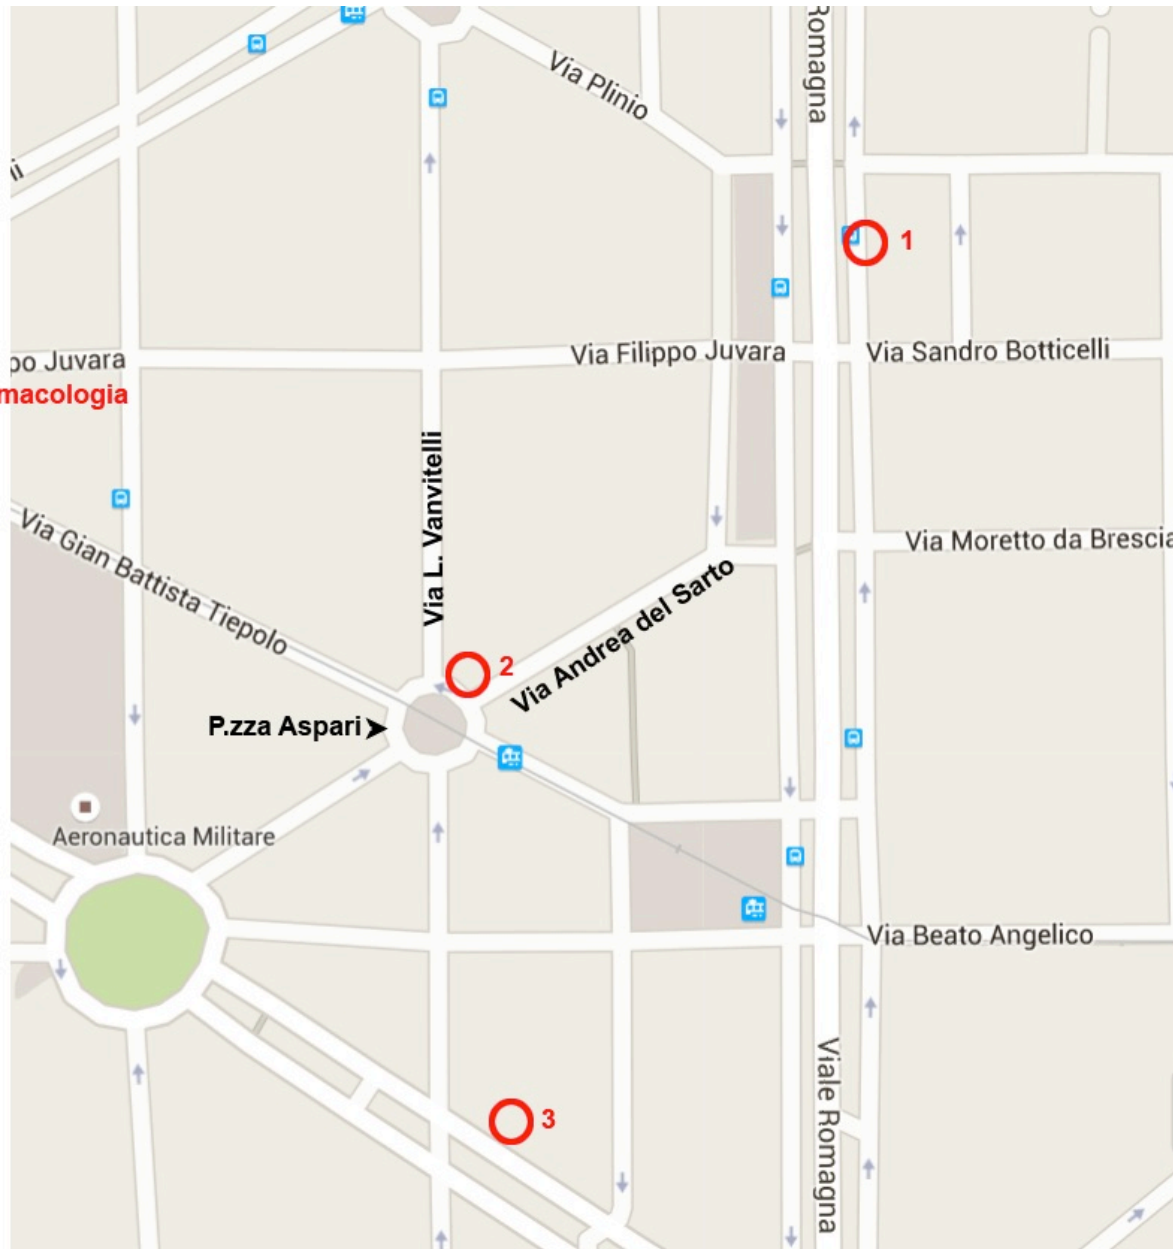 Via Plinio
Romagna
ii
1
po Juvara
Via Filippo Juvara
Via Sandro Botticelli
macologia
Via L. Vanvitelli
Via Gian Battista Tiepolo
Via Moretto da Brescia
Via Andrea del Sarto
2
P.zza Aspari
Aeronautica Militare
Via Beato Angelico
Viale Romagna
3